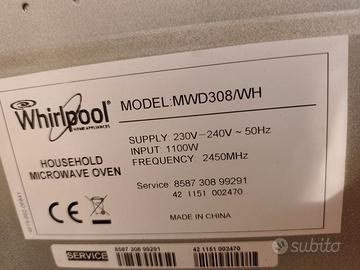 Whirlpool
HOME APPLIANCES
MODEL:MWD308/WH
SUPPLY: 230V-240V ~ 50Hz
INPUT: 1100W
FREQUENCY: 2450MHz
HOUSEHOLD
MICROWAVE OVEN
Service: 8587 308 99291
42 1151 002470
CE
MADE IN CHINA
SERVICE
8587 308 99291
42 1151 002470
subito